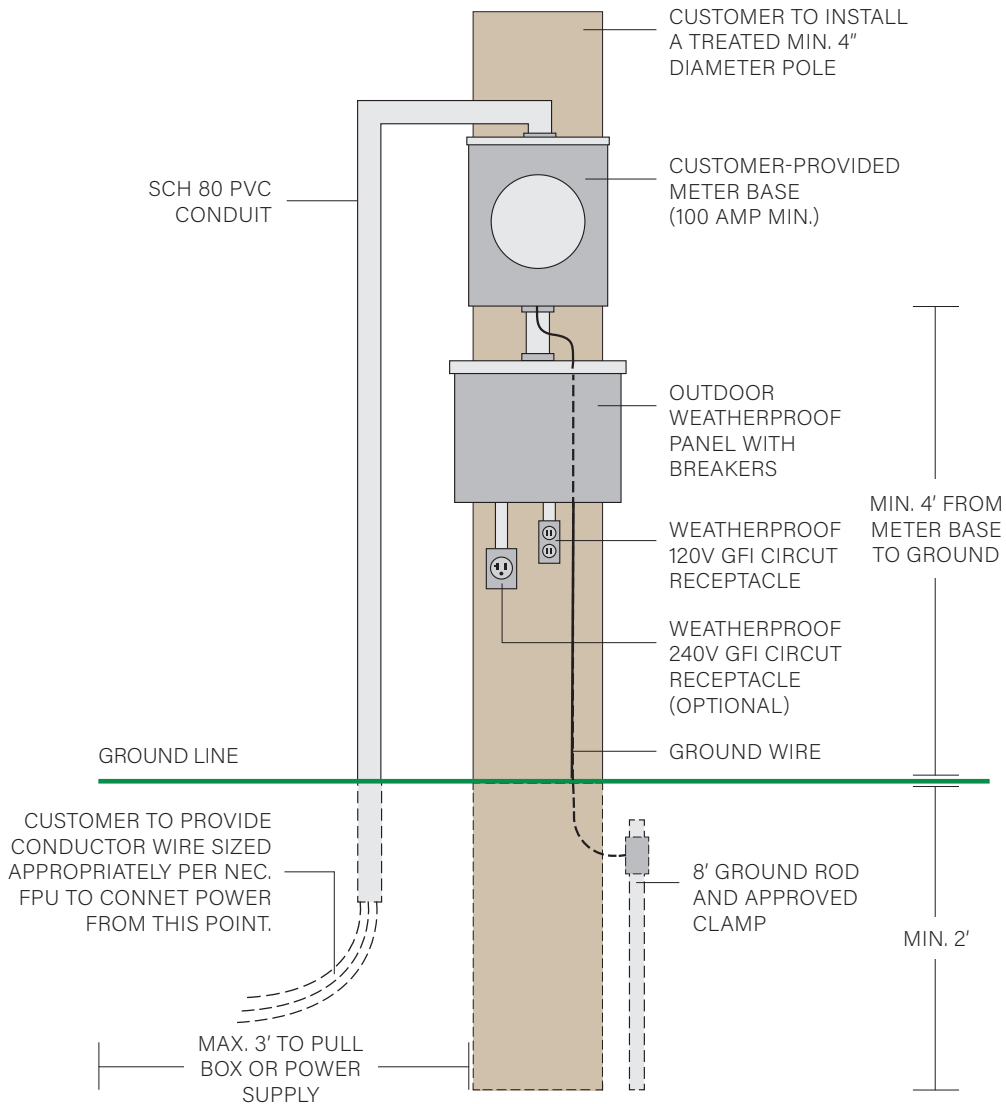 CUSTOMER TO INSTALL
A TREATED MIN. 4"
DIAMETER POLE
SCH 80 PVC
CONDUIT
CUSTOMER-PROVIDED
METER BASE
(100 AMP MIN.)
OUTDOOR
WEATHERPROOF
PANEL WITH
BREAKERS
MIN. 4' FROM
METER BASE
TO GROUND
WEATHERPROOF
120V GFI CIRCUT
RECEPTACLE
WEATHERPROOF
240V GFI CIRCUT
RECEPTACLE
(OPTIONAL)
GROUND WIRE
GROUND LINE
CUSTOMER TO PROVIDE
CONDUCTOR WIRE SIZED
APPROPRIATELY PER NEC.
FPU TO CONNET POWER
FROM THIS POINT.
8' GROUND ROD
AND APPROVED
CLAMP
MIN. 2'
MAX. 3' TO PULL
BOX OR POWER
SUPPLY